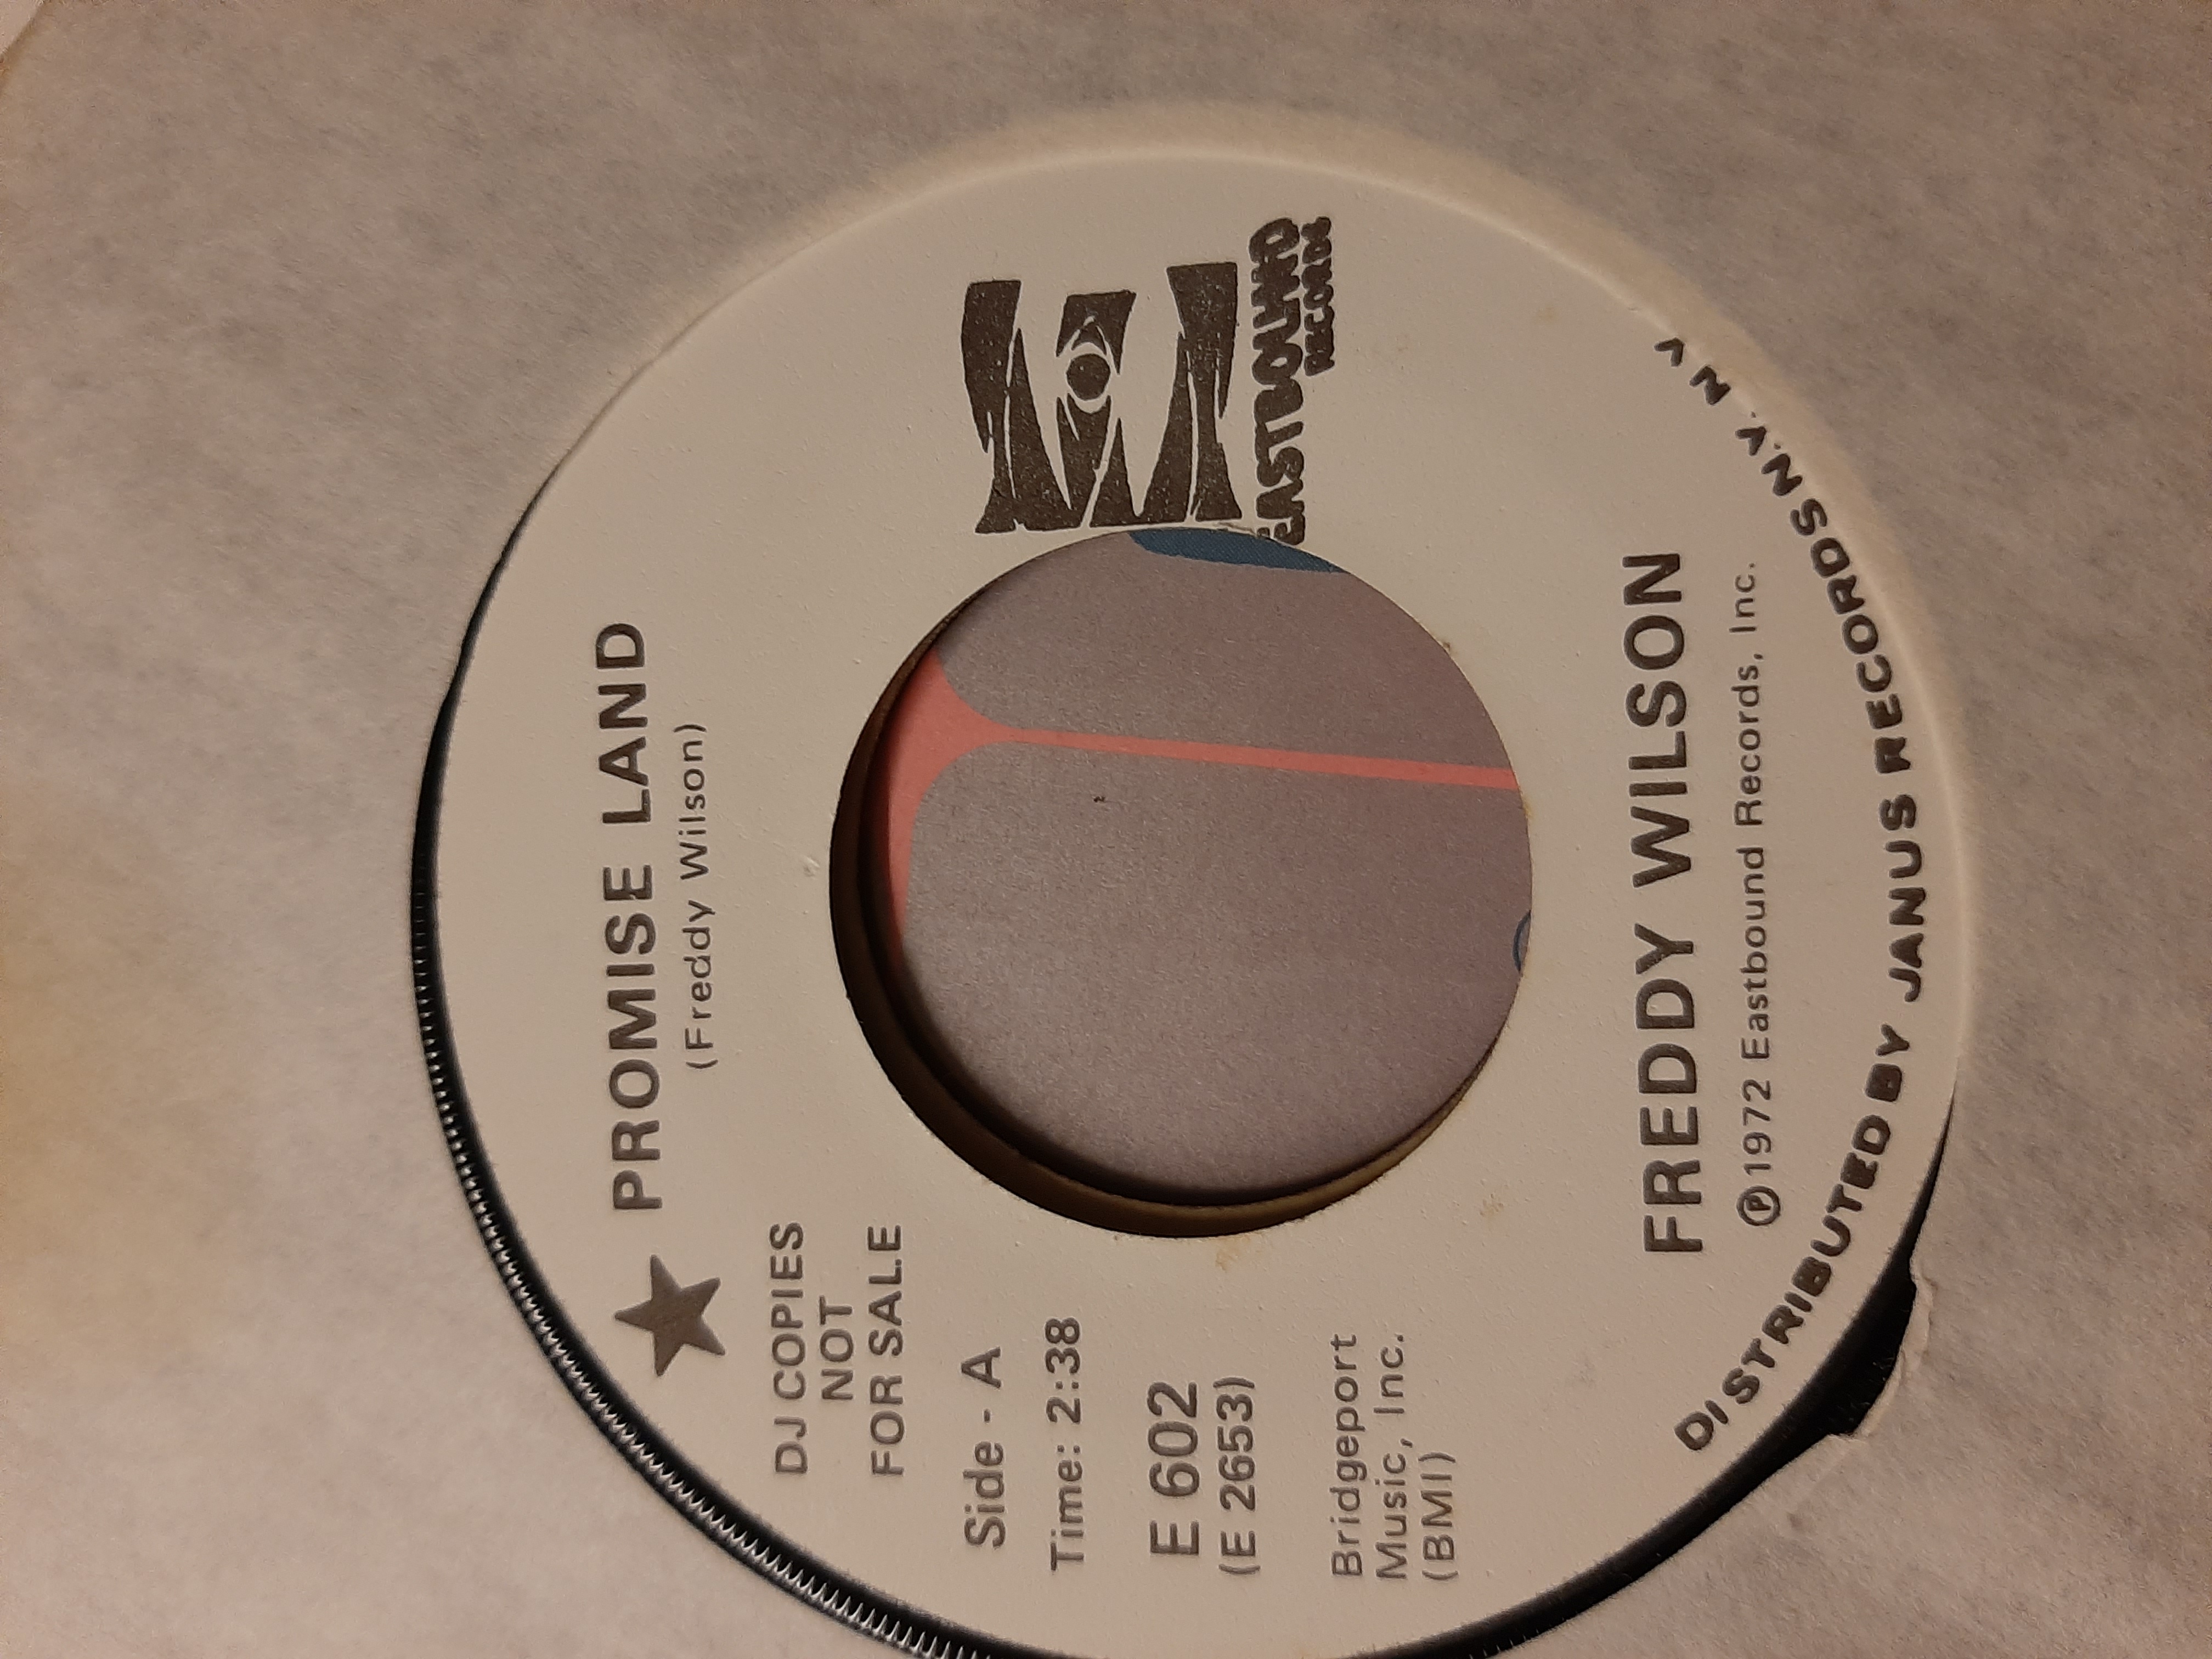 ★ PROMISE LAND
(Freddy Wilson)
DJ COPIES
NOT
FOR SALE
Side - A
Time: 2:38
E 602
(E 2653)
Bridgeport
Music, Inc.
(BMI)
EASTBOUND
RECORDS
FREDDY WILSON
℗ 1972 Eastbound Records, Inc.
DISTRIBUTED BY JANUS RECORDS N.Y. N Y